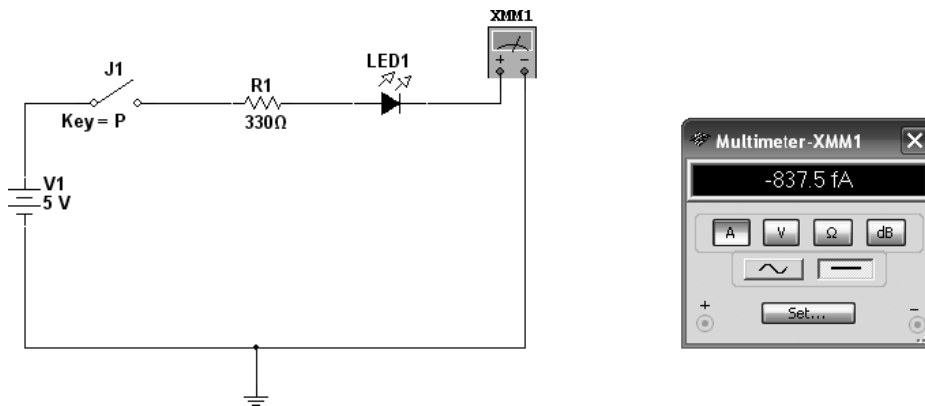 XMM1
+ -
J1
Key = P
R1
330Ω
LED1
V1
5 V
Multimeter-XMM1
-837.5 fA
A V Ω dB
+ -
Set...